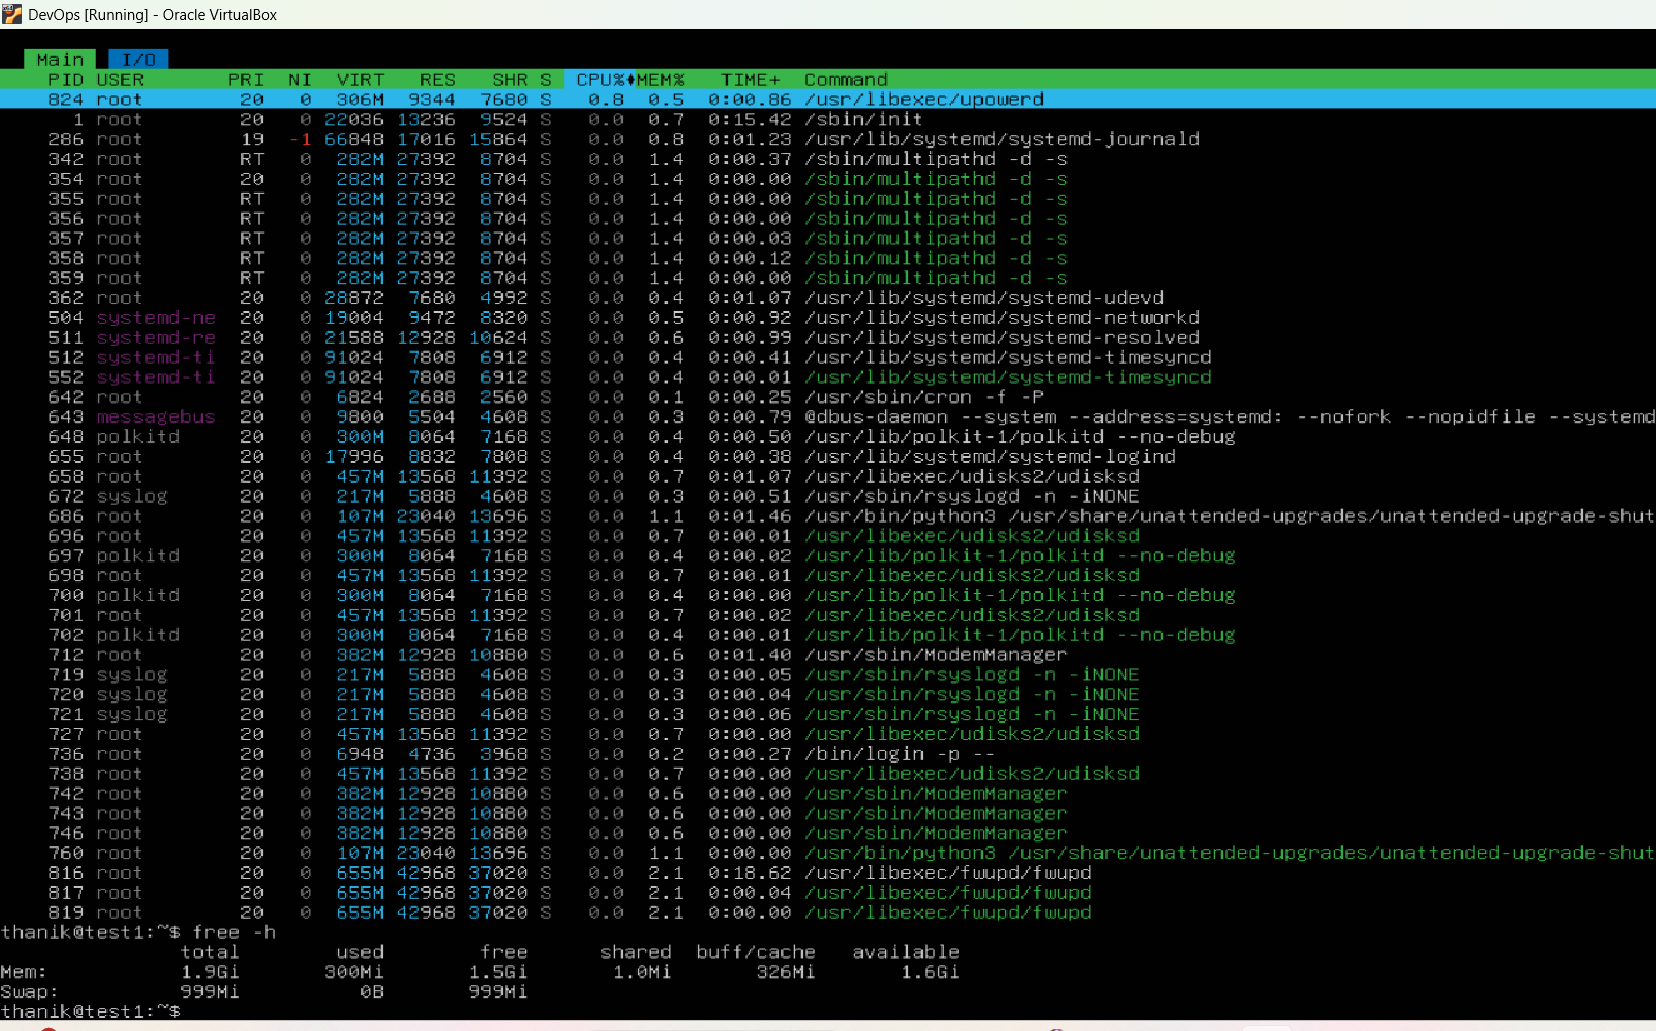 DevOps [Running] - Oracle VirtualBox
Main I/O
PID USER PRI NI VIRT RES SHR S CPU%♦MEM% TIME+ Command
824 root 20 0 306M 9344 7680 S 0.8 0.5 0:00.86 /usr/libexec/upowerd
1 root 20 0 22036 13236 9524 S 0.0 0.7 0:15.42 /sbin/init
286 root 19 -1 66848 17016 15864 S 0.0 0.8 0:01.23 /usr/lib/systemd/systemd-journald
342 root RT 0 282M 27392 8704 S 0.0 1.4 0:00.37 /sbin/multipathd -d -s
354 root 20 0 282M 27392 8704 S 0.0 1.4 0:00.00 /sbin/multipathd -d -s
355 root RT 0 282M 27392 8704 S 0.0 1.4 0:00.00 /sbin/multipathd -d -s
356 root RT 0 282M 27392 8704 S 0.0 1.4 0:00.00 /sbin/multipathd -d -s
357 root RT 0 282M 27392 8704 S 0.0 1.4 0:00.03 /sbin/multipathd -d -s
358 root RT 0 282M 27392 8704 S 0.0 1.4 0:00.12 /sbin/multipathd -d -s
359 root RT 0 282M 27392 8704 S 0.0 1.4 0:00.00 /sbin/multipathd -d -s
362 root 20 0 28872 7680 4992 S 0.0 0.4 0:01.07 /usr/lib/systemd/systemd-udevd
504 systemd-ne 20 0 19004 9472 8320 S 0.0 0.5 0:00.92 /usr/lib/systemd/systemd-networkd
511 systemd-re 20 0 21588 12928 10624 S 0.0 0.6 0:00.99 /usr/lib/systemd/systemd-resolved
512 systemd-ti 20 0 91024 7808 6912 S 0.0 0.4 0:00.41 /usr/lib/systemd/systemd-timesyncd
552 systemd-ti 20 0 91024 7808 6912 S 0.0 0.4 0:00.01 /usr/lib/systemd/systemd-timesyncd
642 root 20 0 6824 2688 2560 S 0.0 0.1 0:00.25 /usr/sbin/cron -f -P
643 messagebus 20 0 9800 5504 4608 S 0.0 0.3 0:00.79 @dbus-daemon --system --address=systemd: --nofork --nopidfile --systemd
648 polkitd 20 0 300M 8064 7168 S 0.0 0.4 0:00.50 /usr/lib/polkit-1/polkitd --no-debug
655 root 20 0 17996 8832 7808 S 0.0 0.4 0:00.38 /usr/lib/systemd/systemd-logind
658 root 20 0 457M 13568 11392 S 0.0 0.7 0:01.07 /usr/libexec/udisks2/udisksd
672 syslog 20 0 217M 5888 4608 S 0.0 0.3 0:00.51 /usr/sbin/rsyslogd -n -iNONE
686 root 20 0 107M 23040 13696 S 0.0 1.1 0:01.46 /usr/bin/python3 /usr/share/unattended-upgrades/unattended-upgrade-shut
696 root 20 0 457M 13568 11392 S 0.0 0.7 0:00.01 /usr/libexec/udisks2/udisksd
697 polkitd 20 0 300M 8064 7168 S 0.0 0.4 0:00.02 /usr/lib/polkit-1/polkitd --no-debug
698 root 20 0 457M 13568 11392 S 0.0 0.7 0:00.01 /usr/libexec/udisks2/udisksd
700 polkitd 20 0 300M 8064 7168 S 0.0 0.4 0:00.00 /usr/lib/polkit-1/polkitd --no-debug
701 root 20 0 457M 13568 11392 S 0.0 0.7 0:00.02 /usr/libexec/udisks2/udisksd
702 polkitd 20 0 300M 8064 7168 S 0.0 0.4 0:00.01 /usr/lib/polkit-1/polkitd --no-debug
712 root 20 0 382M 12928 10880 S 0.0 0.6 0:01.40 /usr/sbin/ModemManager
719 syslog 20 0 217M 5888 4608 S 0.0 0.3 0:00.05 /usr/sbin/rsyslogd -n -iNONE
720 syslog 20 0 217M 5888 4608 S 0.0 0.3 0:00.04 /usr/sbin/rsyslogd -n -iNONE
721 syslog 20 0 217M 5888 4608 S 0.0 0.3 0:00.06 /usr/sbin/rsyslogd -n -iNONE
727 root 20 0 457M 13568 11392 S 0.0 0.7 0:00.00 /usr/libexec/udisks2/udisksd
736 root 20 0 6948 4736 3968 S 0.0 0.2 0:00.27 /bin/login -p --
738 root 20 0 457M 13568 11392 S 0.0 0.7 0:00.00 /usr/libexec/udisks2/udisksd
742 root 20 0 382M 12928 10880 S 0.0 0.6 0:00.00 /usr/sbin/ModemManager
743 root 20 0 382M 12928 10880 S 0.0 0.6 0:00.00 /usr/sbin/ModemManager
746 root 20 0 382M 12928 10880 S 0.0 0.6 0:00.00 /usr/sbin/ModemManager
760 root 20 0 107M 23040 13696 S 0.0 1.1 0:00.00 /usr/bin/python3 /usr/share/unattended-upgrades/unattended-upgrade-shut
816 root 20 0 655M 42968 37020 S 0.0 2.1 0:18.62 /usr/libexec/fwupd/fwupd
817 root 20 0 655M 42968 37020 S 0.0 2.1 0:00.04 /usr/libexec/fwupd/fwupd
819 root 20 0 655M 42968 37020 S 0.0 2.1 0:00.00 /usr/libexec/fwupd/fwupd
thanik@test1:~$ free -h
total used free shared buff/cache available
Mem: 1.9Gi 300Mi 1.5Gi 1.0Mi 326Mi 1.6Gi
Swap: 999Mi 0B 999Mi
thanik@test1:~$